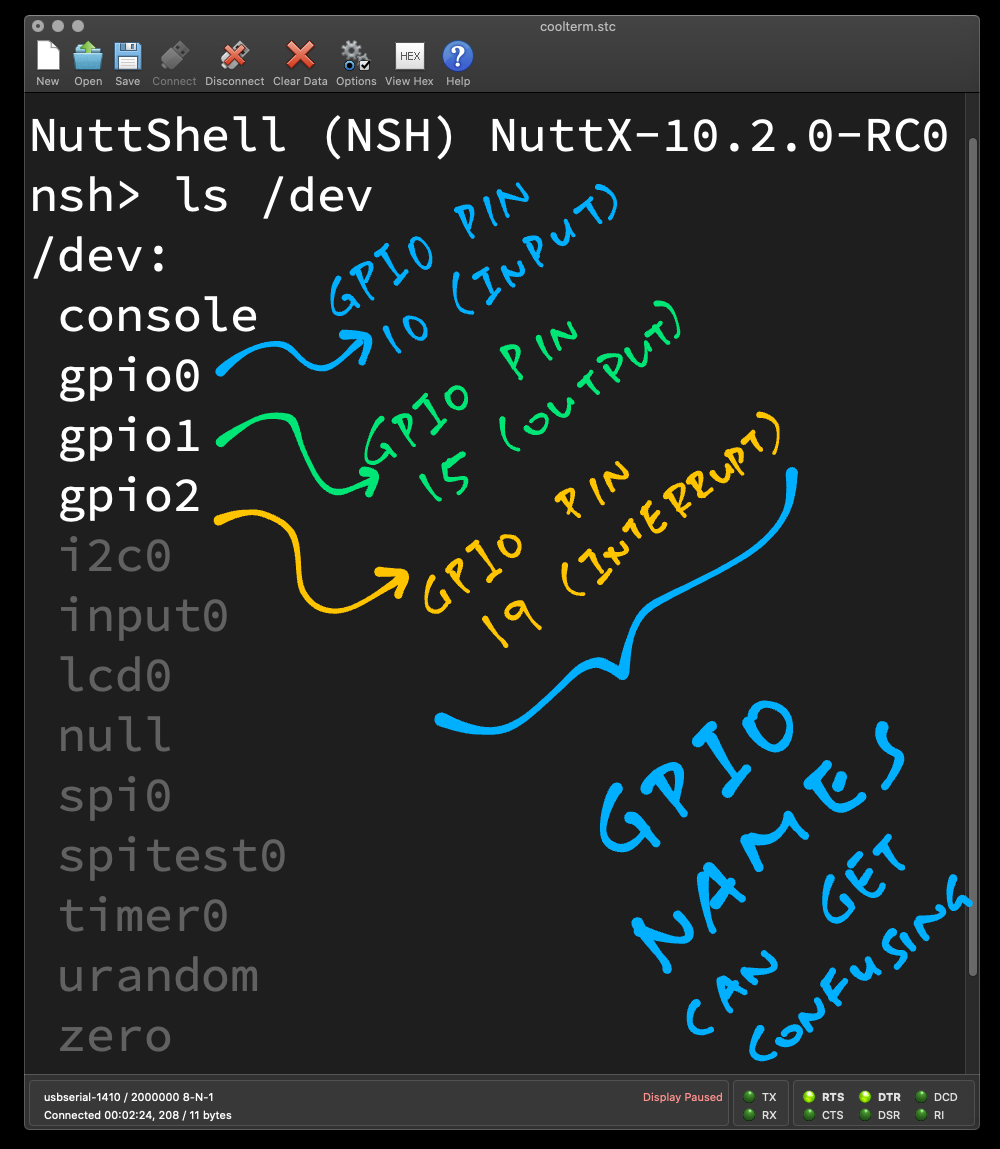 coolterm.stc
New Open Save Connect Disconnect Clear Data Options HEX View Hex ? Help
NuttShell (NSH) NuttX-10.2.0-RC0
nsh> ls /dev
/dev:
console
gpio0
GPIO PIN
10 (INPUT)
gpio1
GPIO PIN
15 (OUTPUT)
gpio2
GPIO PIN
19 (INTERRUPT)
i2c0
input0
lcd0
null
spi0
spitest0
timer0
urandom
zero
GPIO
NAMES
CAN GET
CONFUSING
usbserial-1410 / 2000000 8-N-1
Connected 00:02:24, 208 / 11 bytes
Display Paused
TX RTS DTR DCD
RX CTS DSR RI